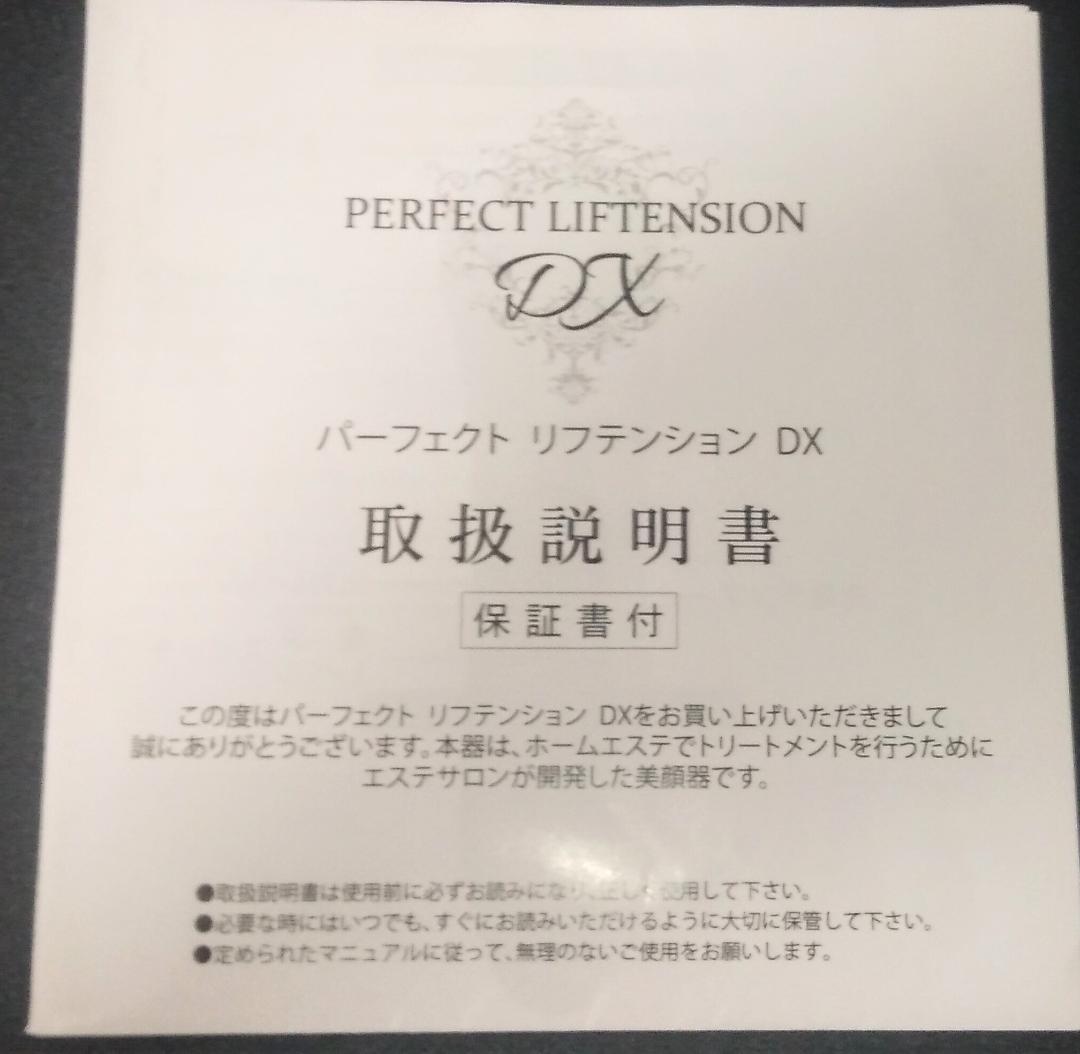 PERFECT LIFTENSION
DX
パーフェクト リフテンション DX
取扱説明書
保証書付
この度はパーフェクト リフテンション DXをお買い上げいただきまして
誠にありがとうございます。本器は、ホームエステでトリートメントを行うために
エステサロンが開発した美顔器です。
●取扱説明書は使用前に必ずお読みになり、正しく使用して下さい。
●必要な時にはいつでも、すぐにお読みいただけるように大切に保管して下さい。
●定められたマニュアルに従って、無理のないご使用をお願いします。